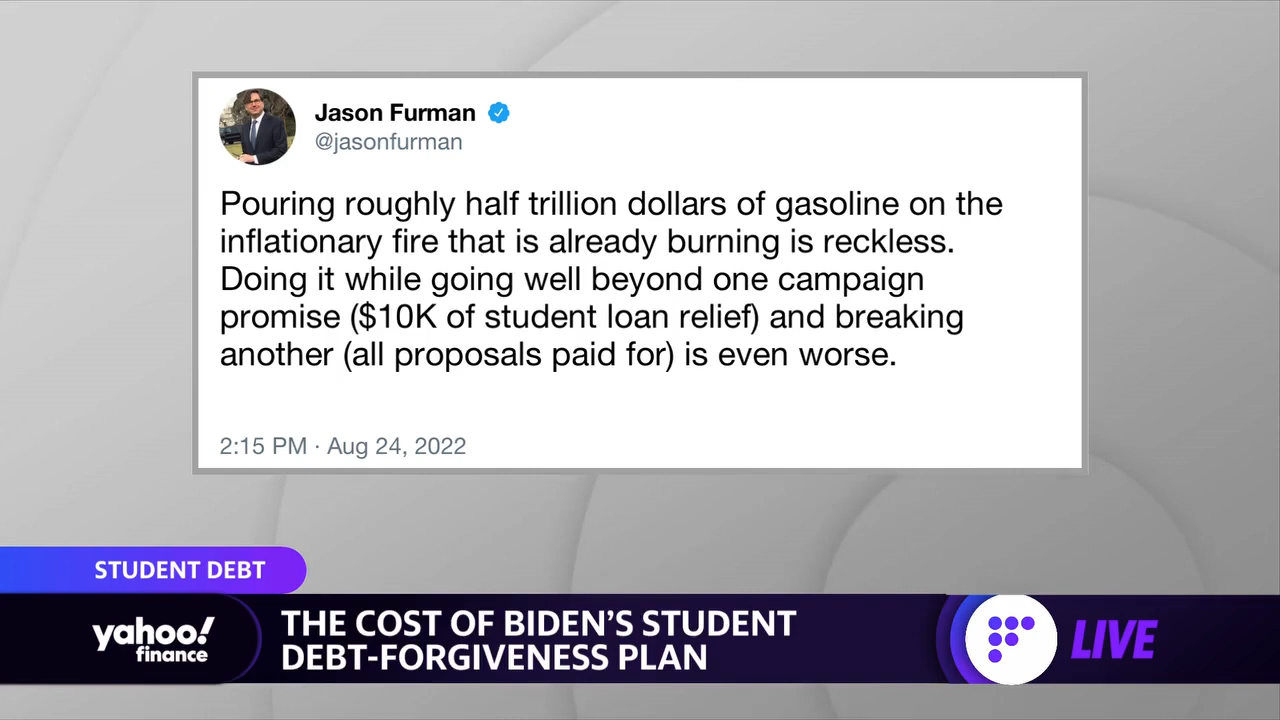 Jason Furman
@jasonfurman
Pouring roughly half trillion dollars of gasoline on the
inflationary fire that is already burning is reckless.
Doing it while going well beyond one campaign
promise ($10K of student loan relief) and breaking
another (all proposals paid for) is even worse.
2:15 PM · Aug 24, 2022
STUDENT DEBT
yahoo!
finance
THE COST OF BIDEN'S STUDENT
DEBT-FORGIVENESS PLAN
LIVE